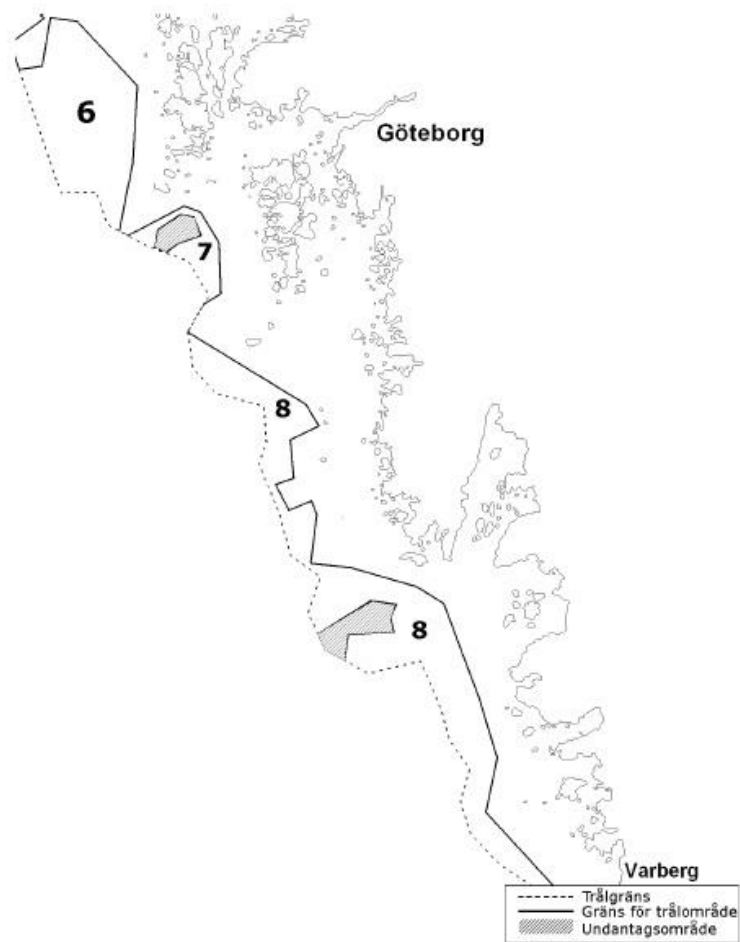 6
Göteborg
7
8
8
Varberg
Trålgräns
Gräns för trålområde
Undantagsområde